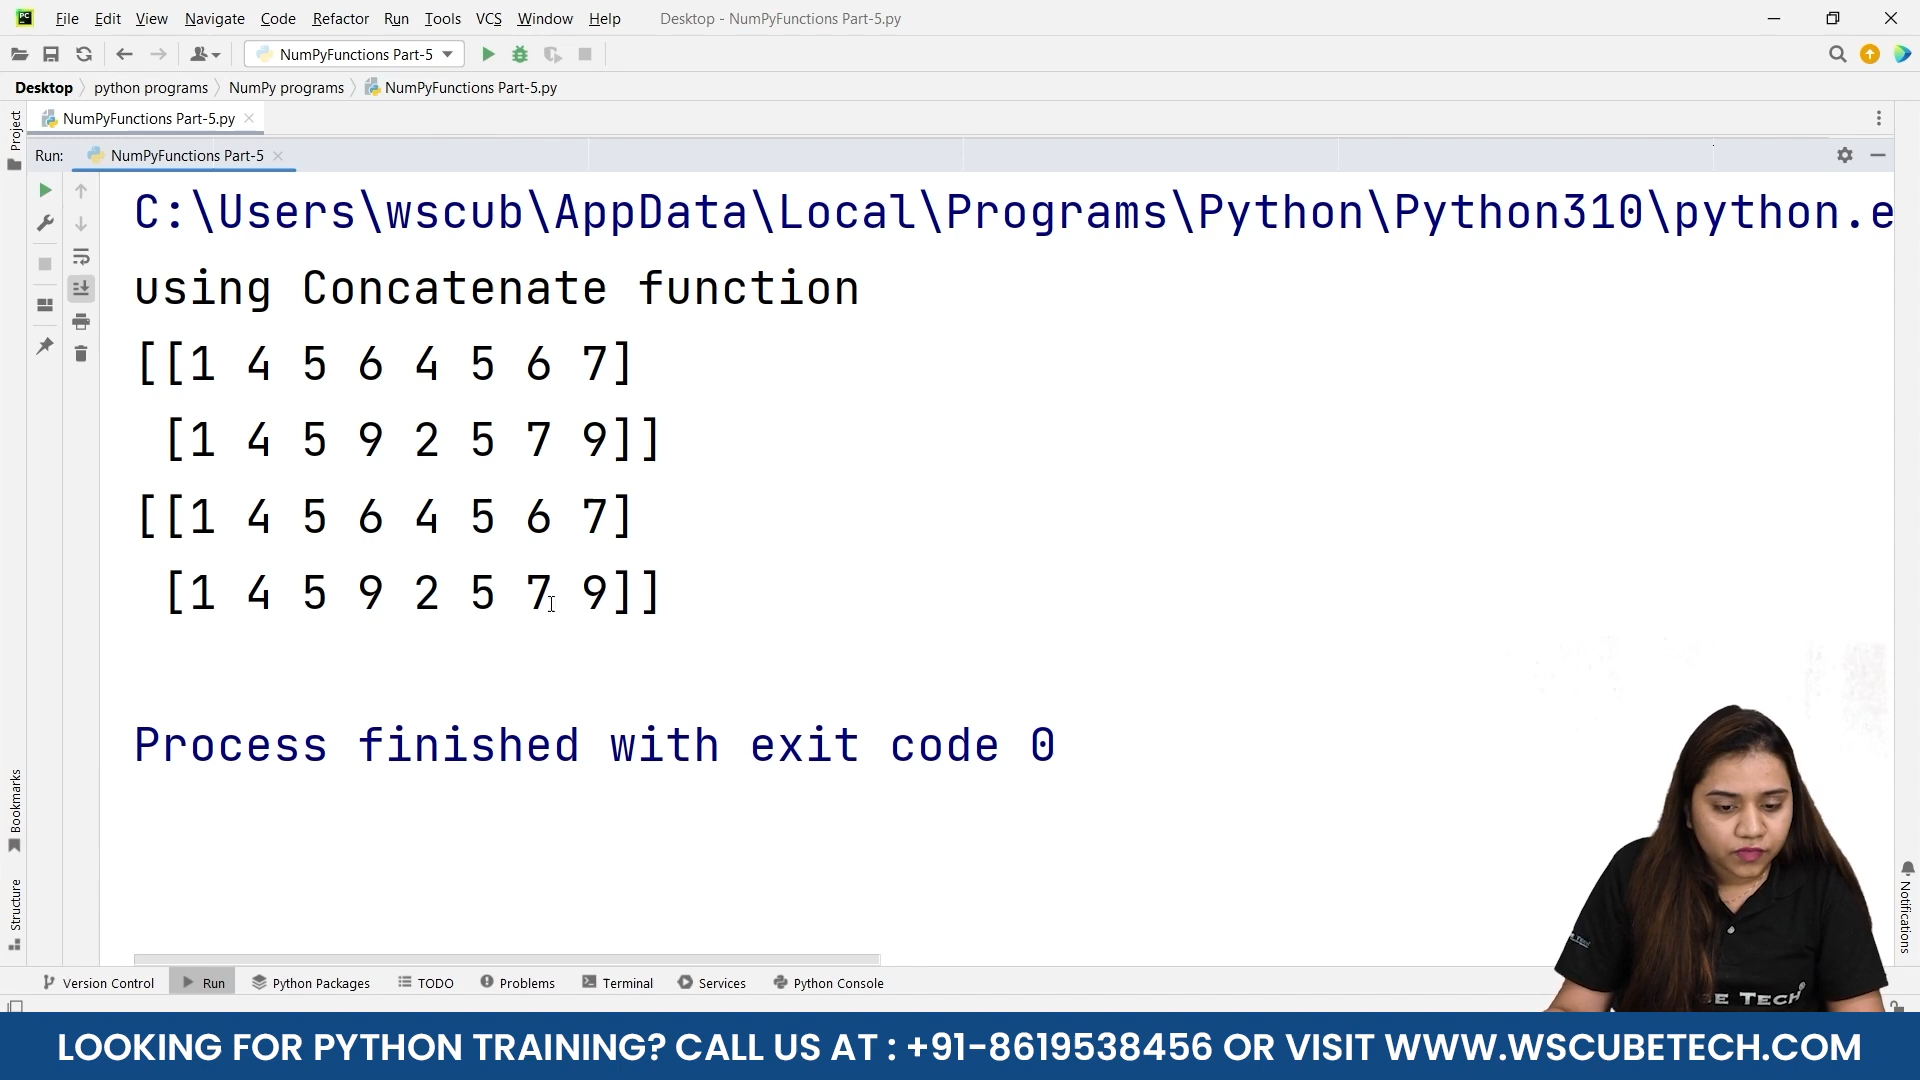 File Edit View Navigate Code Refactor Run Tools VCS Window Help Desktop - NumPyFunctions Part-5.py
NumPyFunctions Part-5
Desktop python programs NumPy programs NumPyFunctions Part-5.py
NumPyFunctions Part-5.py
Run: NumPyFunctions Part-5
Project
C:\Users\wscub\AppData\Local\Programs\Python\Python310\python.e
using Concatenate function
[[1 4 5 6 4 5 6 7]
[1 4 5 9 2 5 7 9]]
[[1 4 5 6 4 5 6 7]
[1 4 5 9 2 5 7 9]]
Process finished with exit code 0
Bookmarks
Structure
Notifications
BE TECH
Version Control Run Python Packages TODO Problems Terminal Services Python Console
LOOKING FOR PYTHON TRAINING? CALL US AT : +91-8619538456 OR VISIT WWW.WSCUBETECH.COM